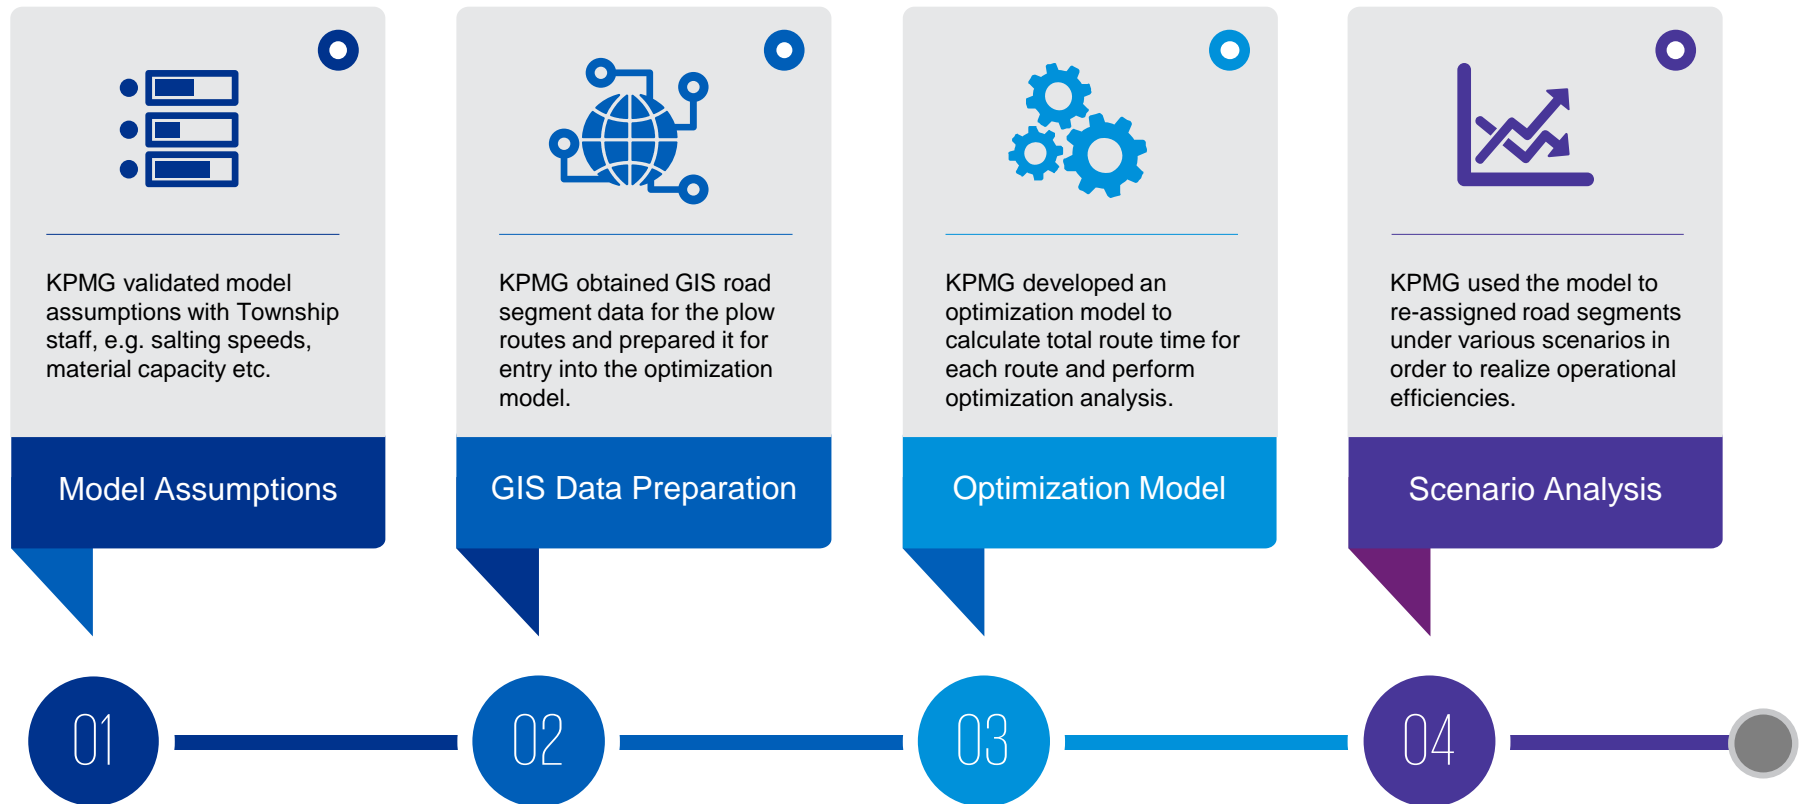 KPMG validated model
assumptions with Township
staff, e.g. salting speeds,
material capacity etc.
Model Assumptions
01
KPMG obtained GIS road
segment data for the plow
routes and prepared it for
entry into the optimization
model.
GIS Data Preparation
02
KPMG developed an
optimization model to
calculate total route time for
each route and perform
optimization analysis.
Optimization Model
03
KPMG used the model to
re-assigned road segments
under various scenarios in
order to realize operational
efficiencies.
Scenario Analysis
04